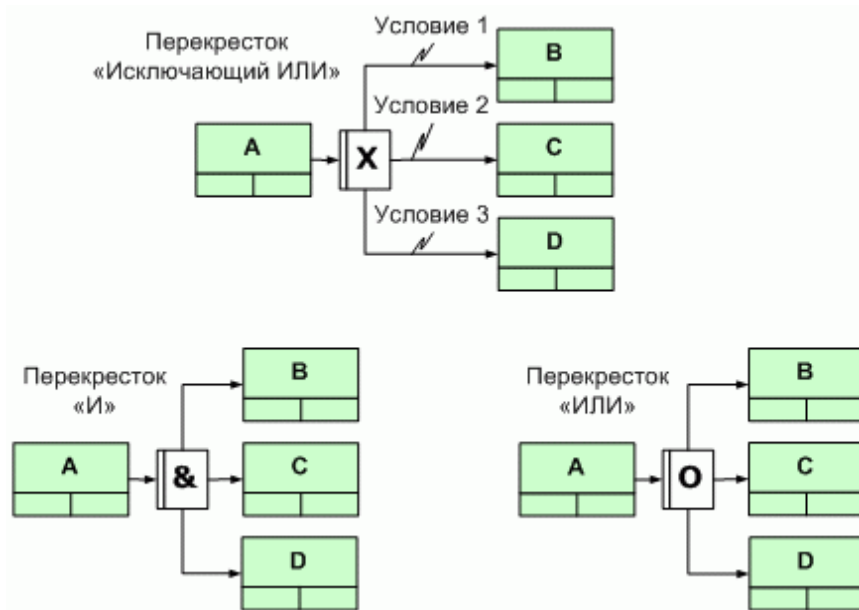 Перекресток
«Исключающий ИЛИ»
Условие 1
B
Условие 2
A
X
C
Условие 3
D
Перекресток
«И»
B
A
&
C
D
Перекресток
«ИЛИ»
B
A
O
C
D